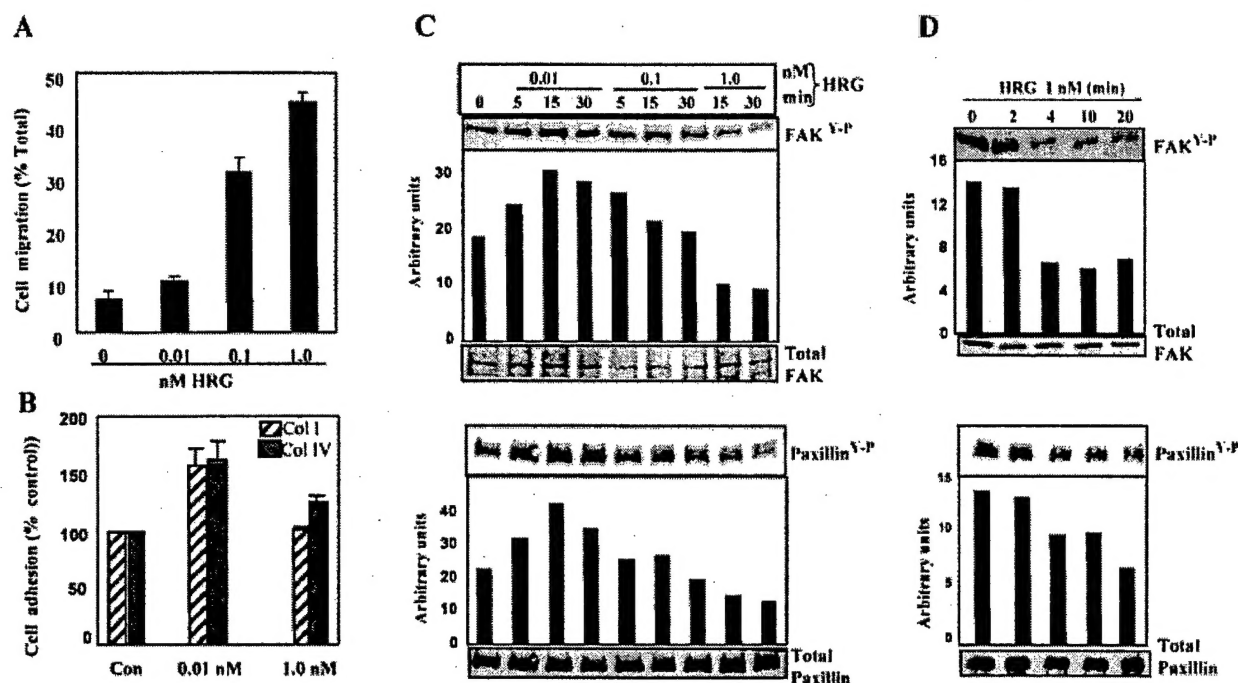 A
Cell migration (% Total)
50
40
30
20
10
0
0 0.01 0.1 1.0
nM HRG
B
Cell adhesion (% control))
200
150
100
50
0
Col I
Col IV
Con 0.01 nM 1.0 nM
C
0.01 0.1 1.0 nM
0 5 15 30 5 15 30 15 30 min
HRG
FAK Y-P
Arbitrary units
30
20
10
0
Total
FAK
Paxillin Y-P
Arbitrary units
40
30
20
10
0
Total
Paxillin
D
HRG 1 nM (min)
0 2 4 10 20
FAK Y-P
Arbitrary units
16
12
8
4
0
Total
FAK
Paxillin Y-P
Arbitrary units
15
10
5
0
Total
Paxillin